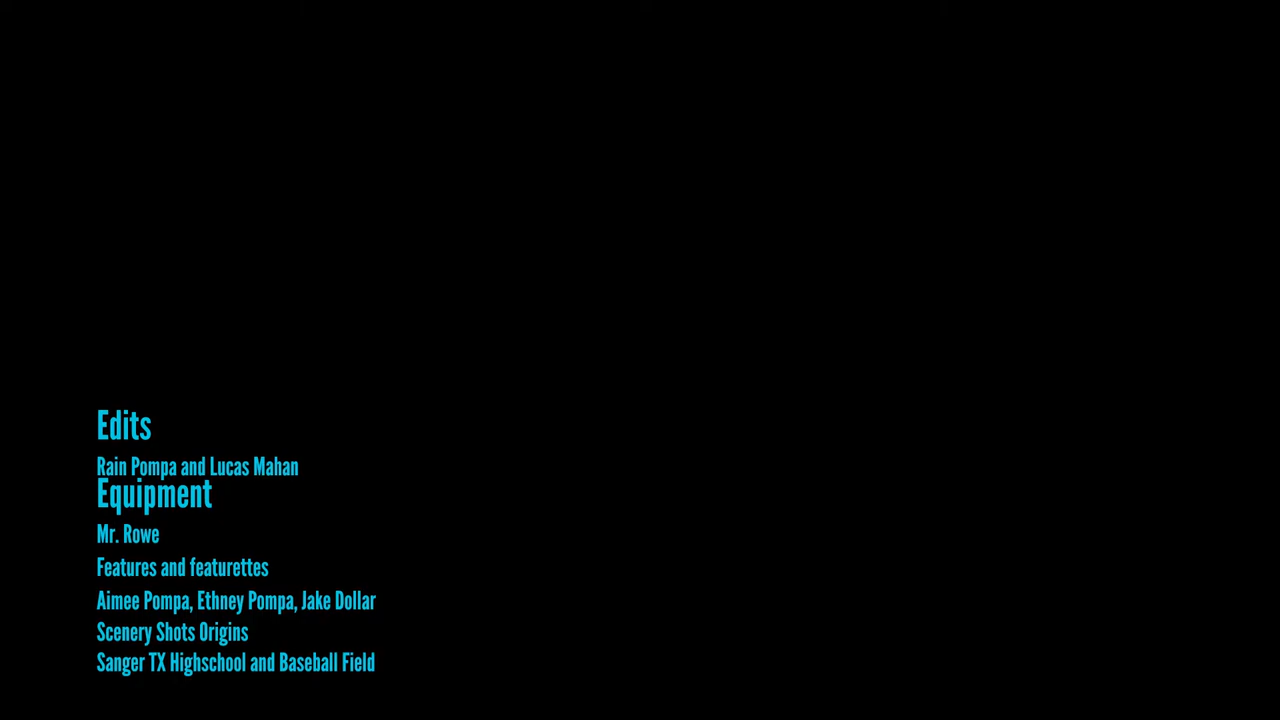 Edits
Rain Pompa and Lucas Mahan
Equipment
Mr. Rowe
Features and featurettes
Aimee Pompa, Ethney Pompa, Jake Dollar
Scenery Shots Origins
Sanger TX Highschool and Baseball Field